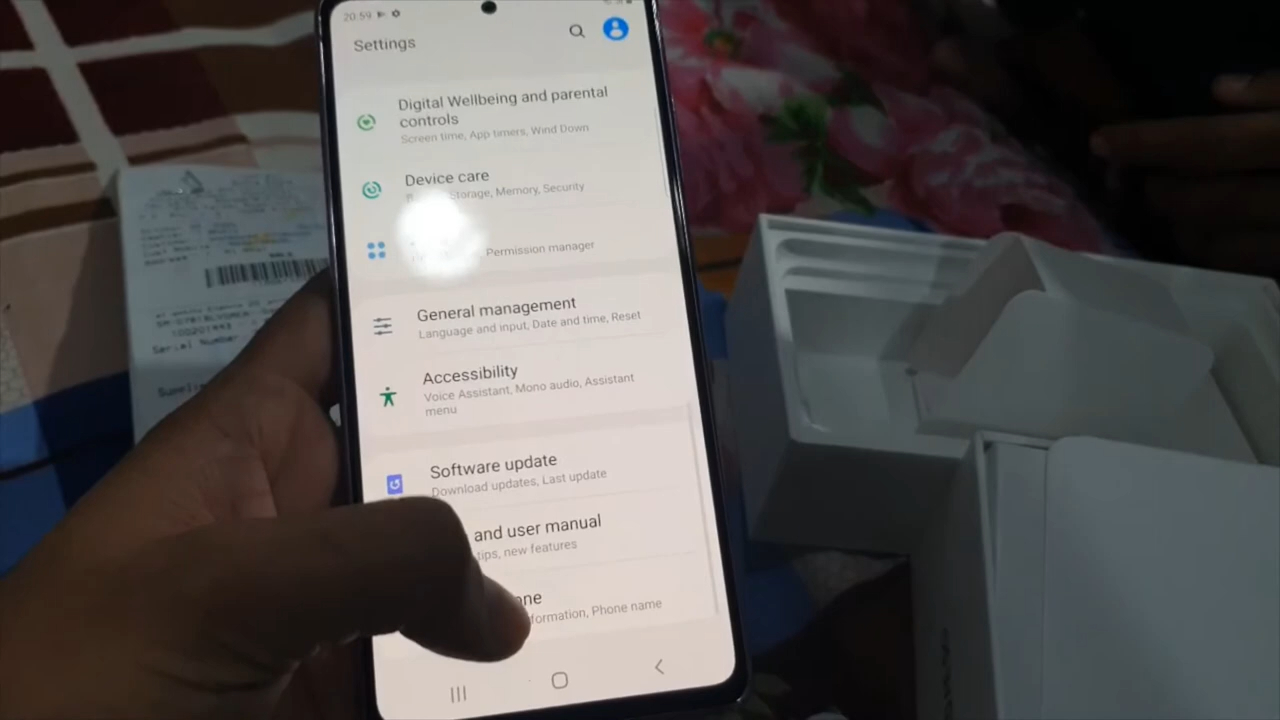 20:59
Settings
Digital Wellbeing and parental
controls
Screen time, App timers, Wind Down
Device care
Storage, Memory, Security
Permission manager
General management
Language and input, Date and time, Reset
Accessibility
Voice Assistant, Mono audio, Assistant
menu
Software update
Download updates, Last update
and user manual
tips, new features
Phone name
Serial Number